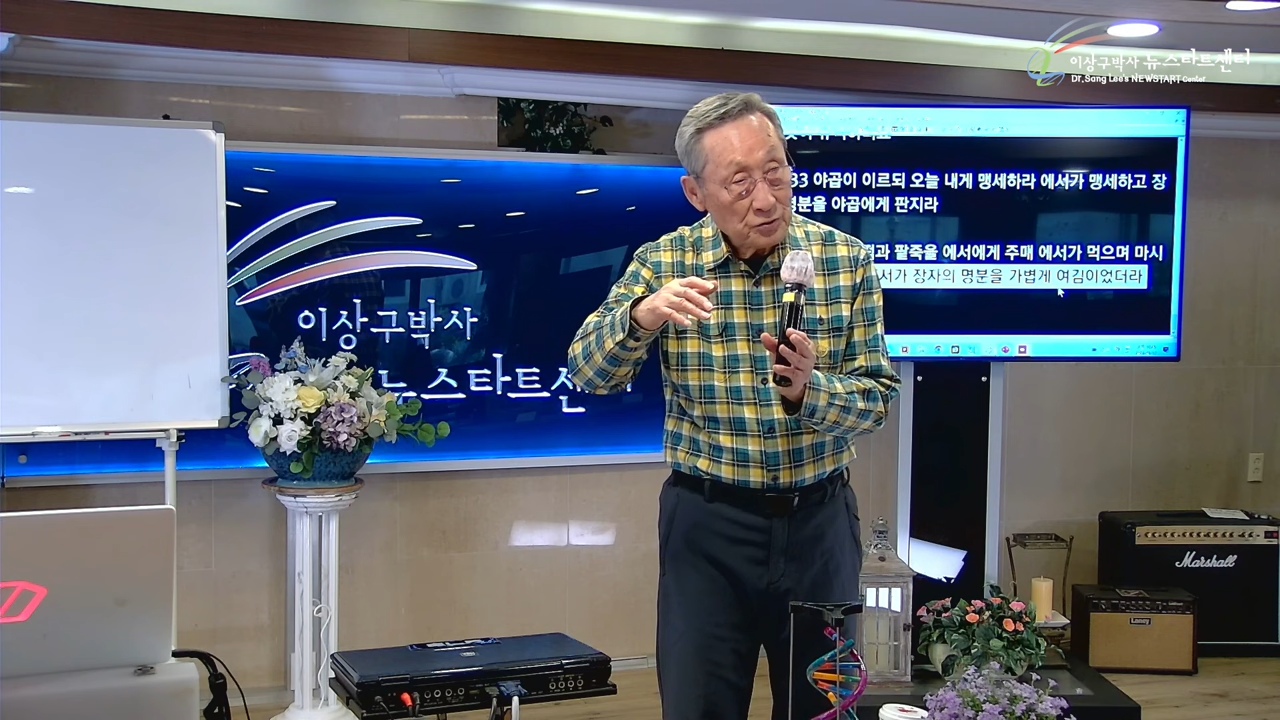 이상구박사 뉴스타트센터
Dr. Sang Lee's NEWSTART Center
33 야곱이 이르되 오늘 내게 맹세하라 에서가 맹세하고 장
명분을 야곱에게 판지라
팥죽을 에서에게 주매 에서가 먹으며 마시
장자의 명분을 가볍게 여김이었더라
이상구박사
뉴스타트센
Marshall
Laney